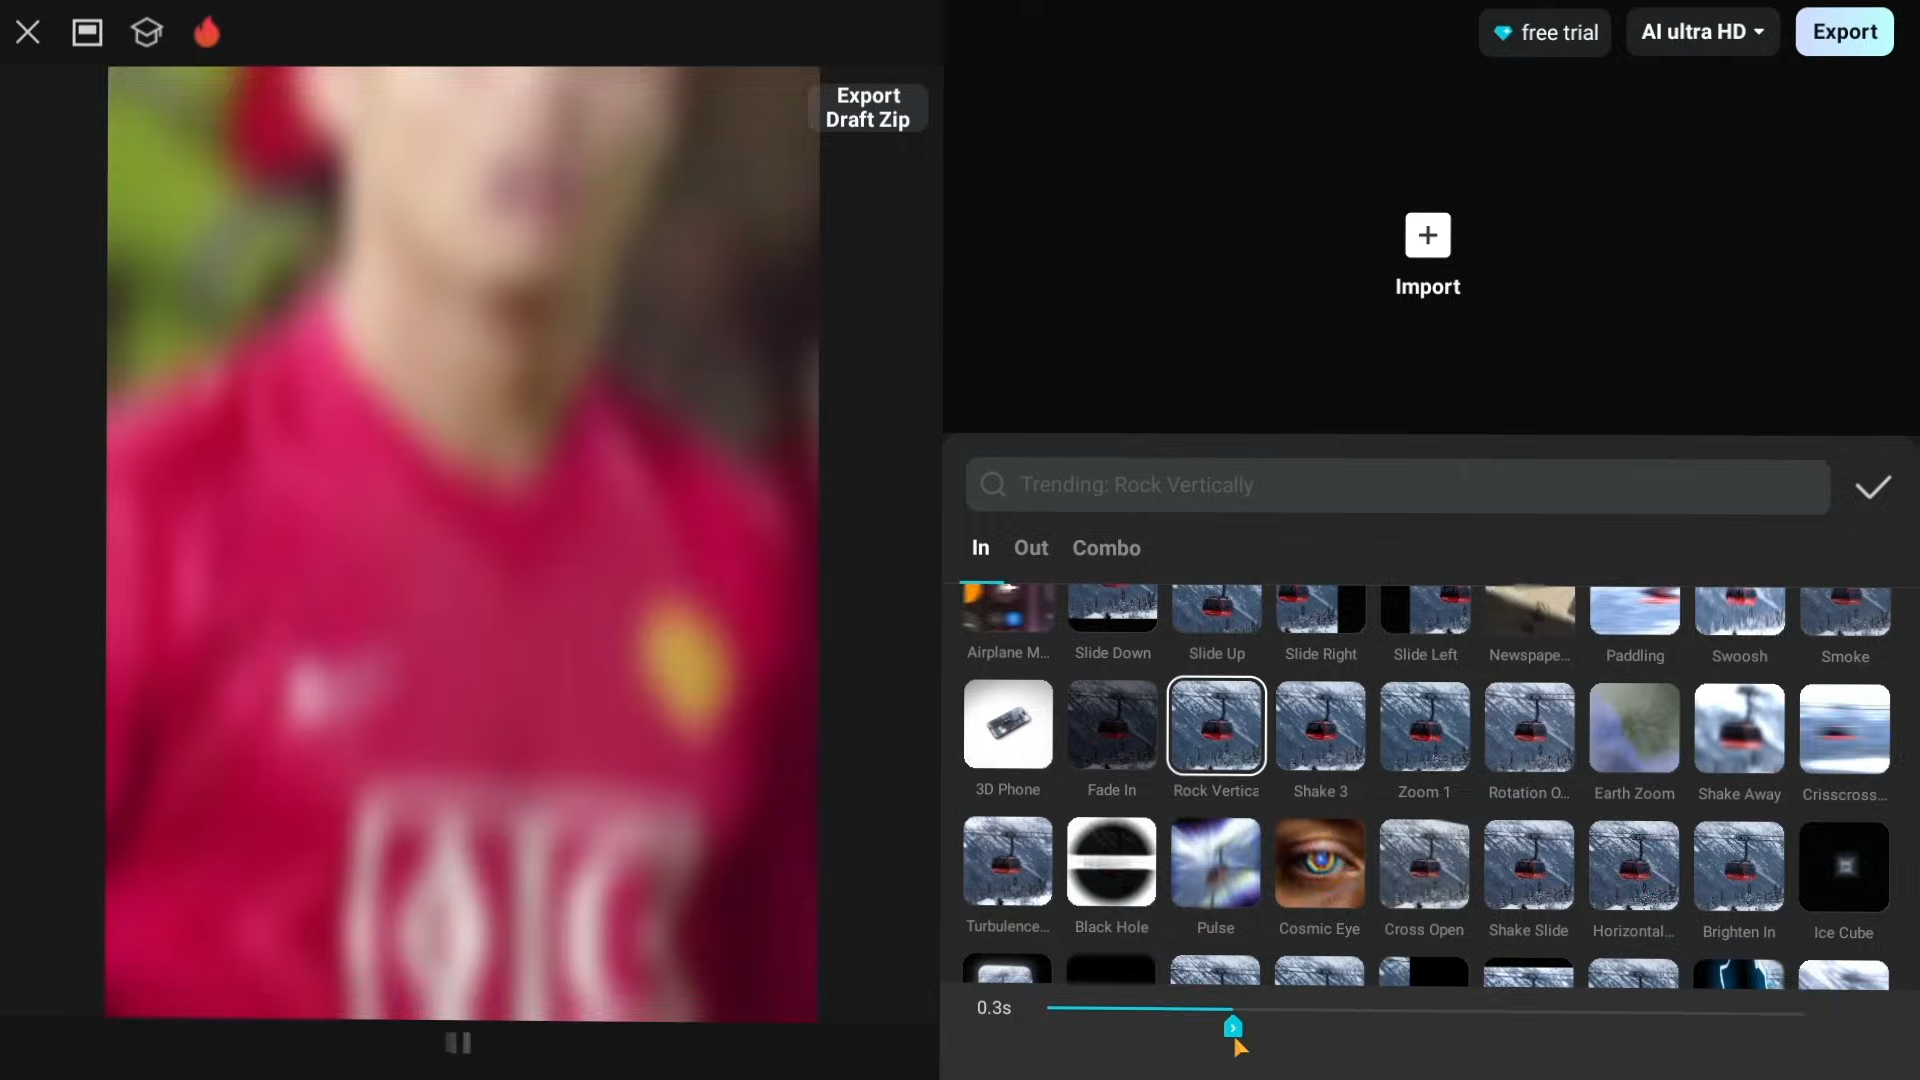 free trial
AI ultra HD
Export
Export
Draft Zip
Import
Trending: Rock Vertically
In
Out
Combo
Airplane M...
Slide Down
Slide Up
Slide Right
Slide Left
Newspape...
Paddling
Swoosh
Smoke
3D Phone
Fade In
Rock Vertica
Shake 3
Zoom 1
Rotation O...
Earth Zoom
Shake Away
Crisscross...
Turbulence...
Black Hole
Pulse
Cosmic Eye
Cross Open
Shake Slide
Horizontal...
Brighten In
Ice Cube
0.3s